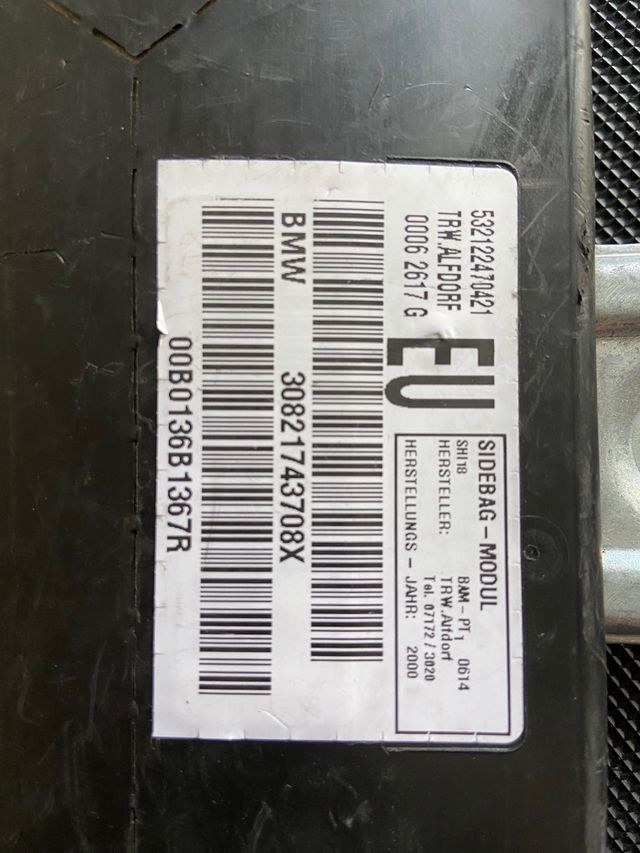 532122470421
TRW.ALFDORF
0006 2617 G
EU
SIDEBAG-MODUL
SHI18
BAM-PT1 0614
HERSTELLER: TRW.Alfdorf
Tel. 07172/3020
HERSTELLUNGS-JAHR: 2000
BMW 30821743708X
00B0136B1367R